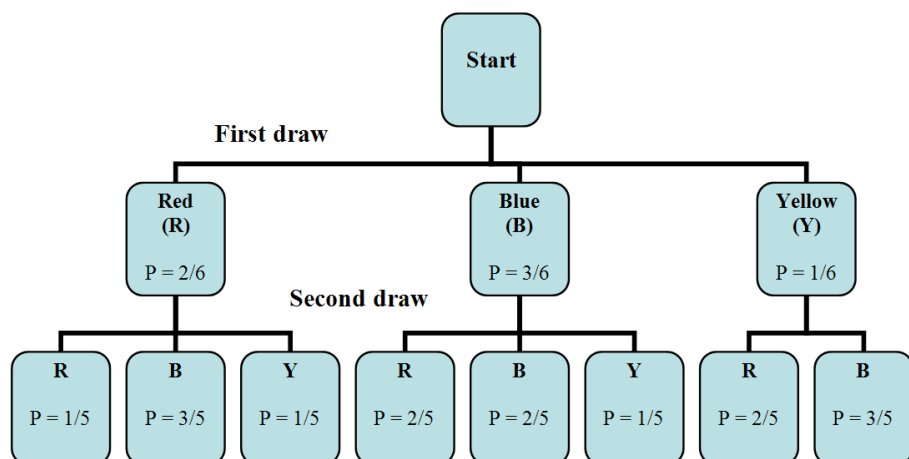 Start
First draw
Red
(R)
P = 2/6
Blue
(B)
P = 3/6
Yellow
(Y)
P = 1/6
Second draw
R
P = 1/5
B
P = 3/5
Y
P = 1/5
R
P = 2/5
B
P = 2/5
Y
P = 1/5
R
P = 2/5
B
P = 3/5